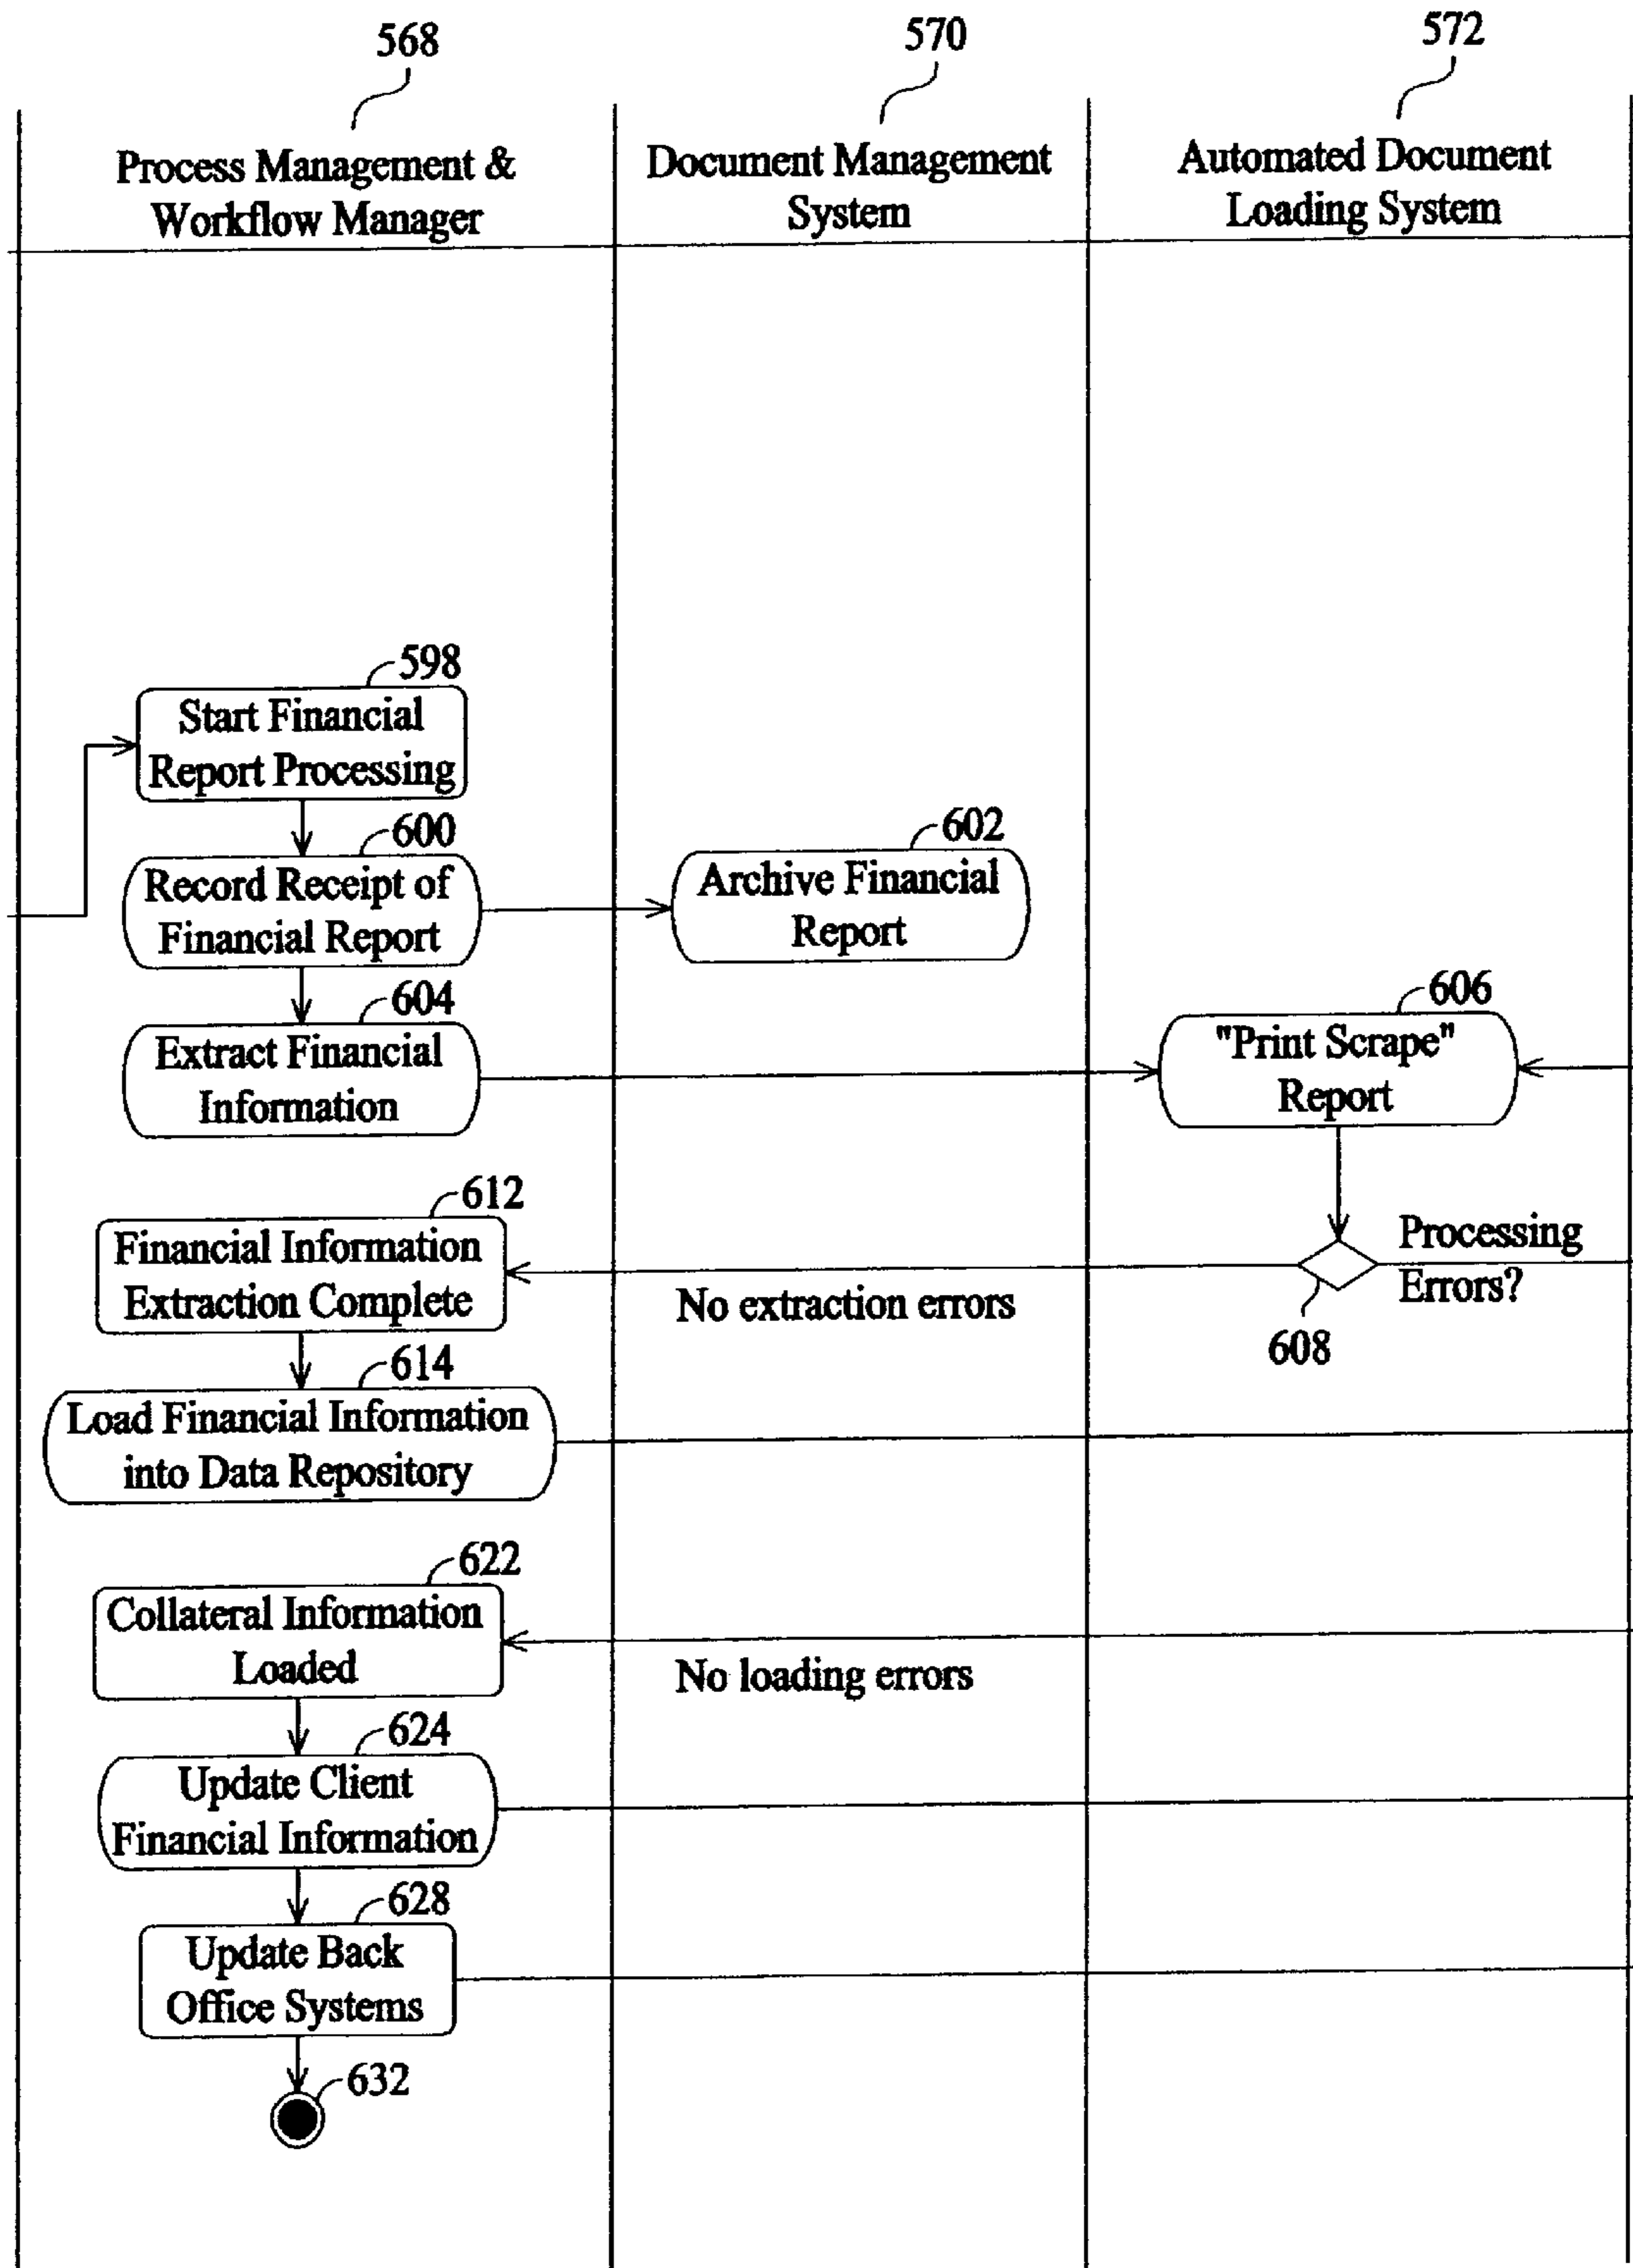 568
570
572
Process Management &
Workflow Manager
Document Management
System
Automated Document
Loading System
598
Start Financial
Report Processing
600
Record Receipt of
Financial Report
602
Archive Financial
Report
604
Extract Financial
Information
606
"Print Scrape"
Report
612
Financial Information
Extraction Complete
No extraction errors
Processing
Errors?
608
614
Load Financial Information
into Data Repository
622
Collateral Information
Loaded
No loading errors
624
Update Client
Financial Information
628
Update Back
Office Systems
632